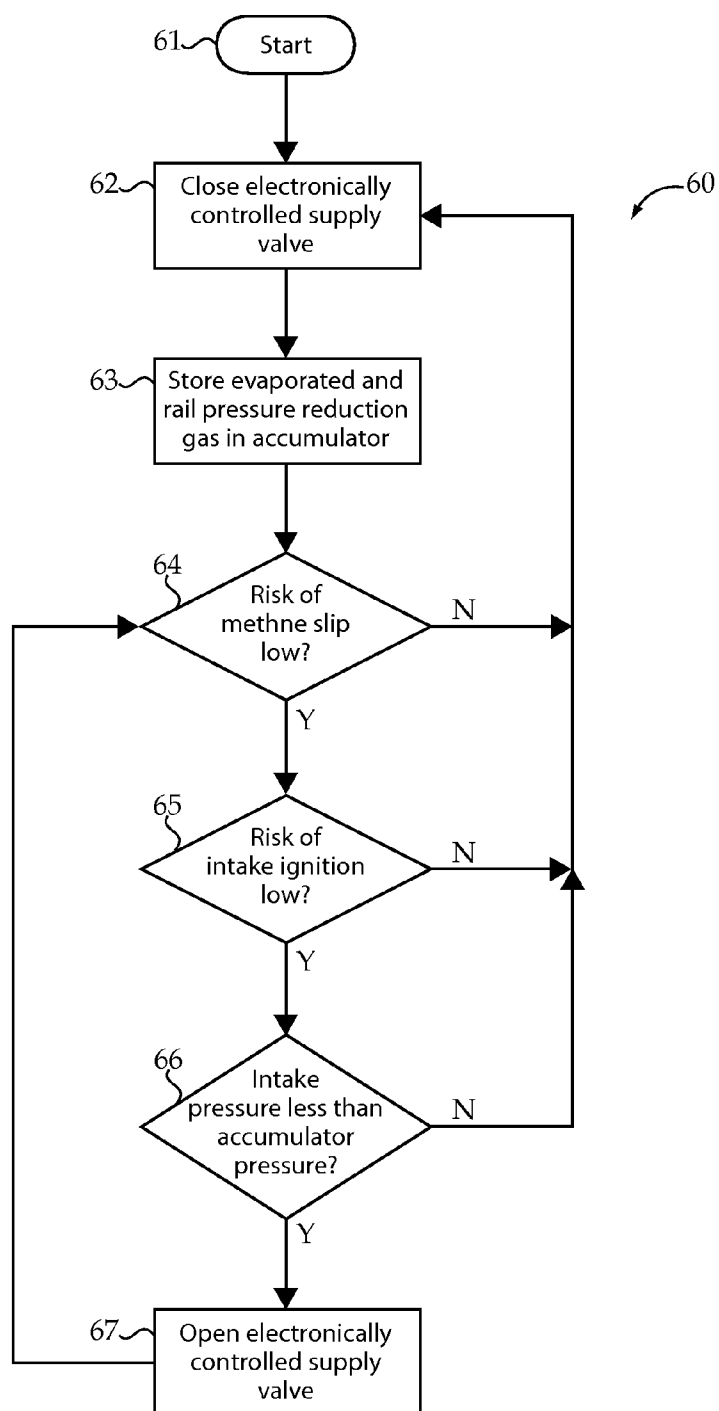 61
Start
62
Close electronically
controlled supply
valve
60
63
Store evaporated and
rail pressure reduction
gas in accumulator
64
Risk of
methne slip
low?
N
Y
65
Risk of
intake ignition
low?
N
Y
66
Intake
pressure less than
accumulator
pressure?
N
Y
67
Open electronically
controlled supply
valve